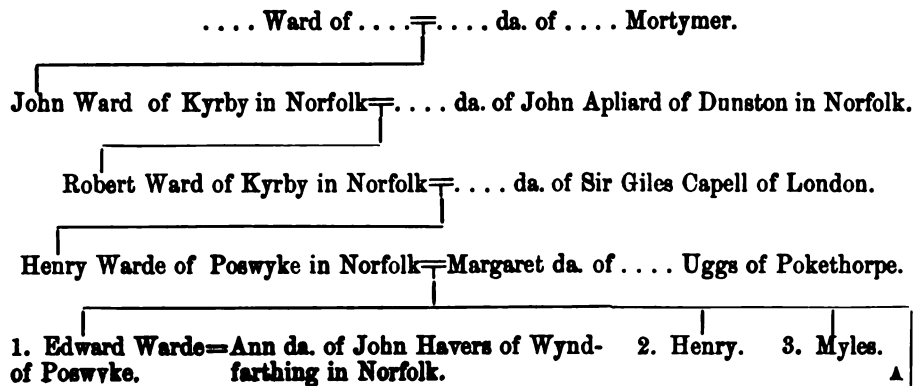 .... Ward of .... = .... da. of .... Mortymer.
John Ward of Kyrby in Norfolk = .... da. of John Apliard of Dunston in Norfolk.
Robert Ward of Kyrby in Norfolk = .... da. of Sir Giles Capell of London.
Henry Warde of Poswyke in Norfolk = Margaret da. of .... Uggs of Pokethorpe.
1. Edward Warde = Ann da. of John Havers of Wynd- 2. Henry. 3. Myles.
of Poswyke. farthing in Norfolk. A